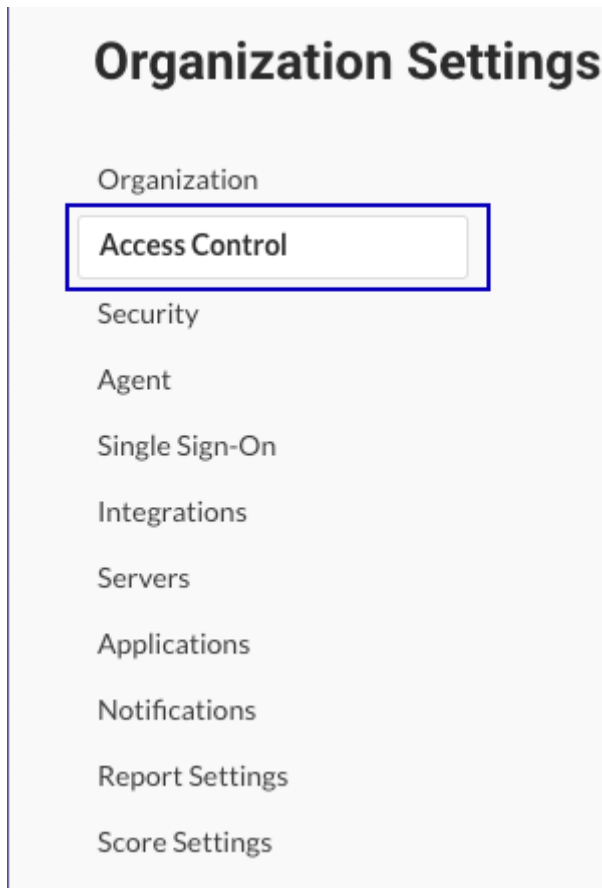 Organization Settings
Organization
Access Control
Security
Agent
Single Sign-On
Integrations
Servers
Applications
Notifications
Report Settings
Score Settings